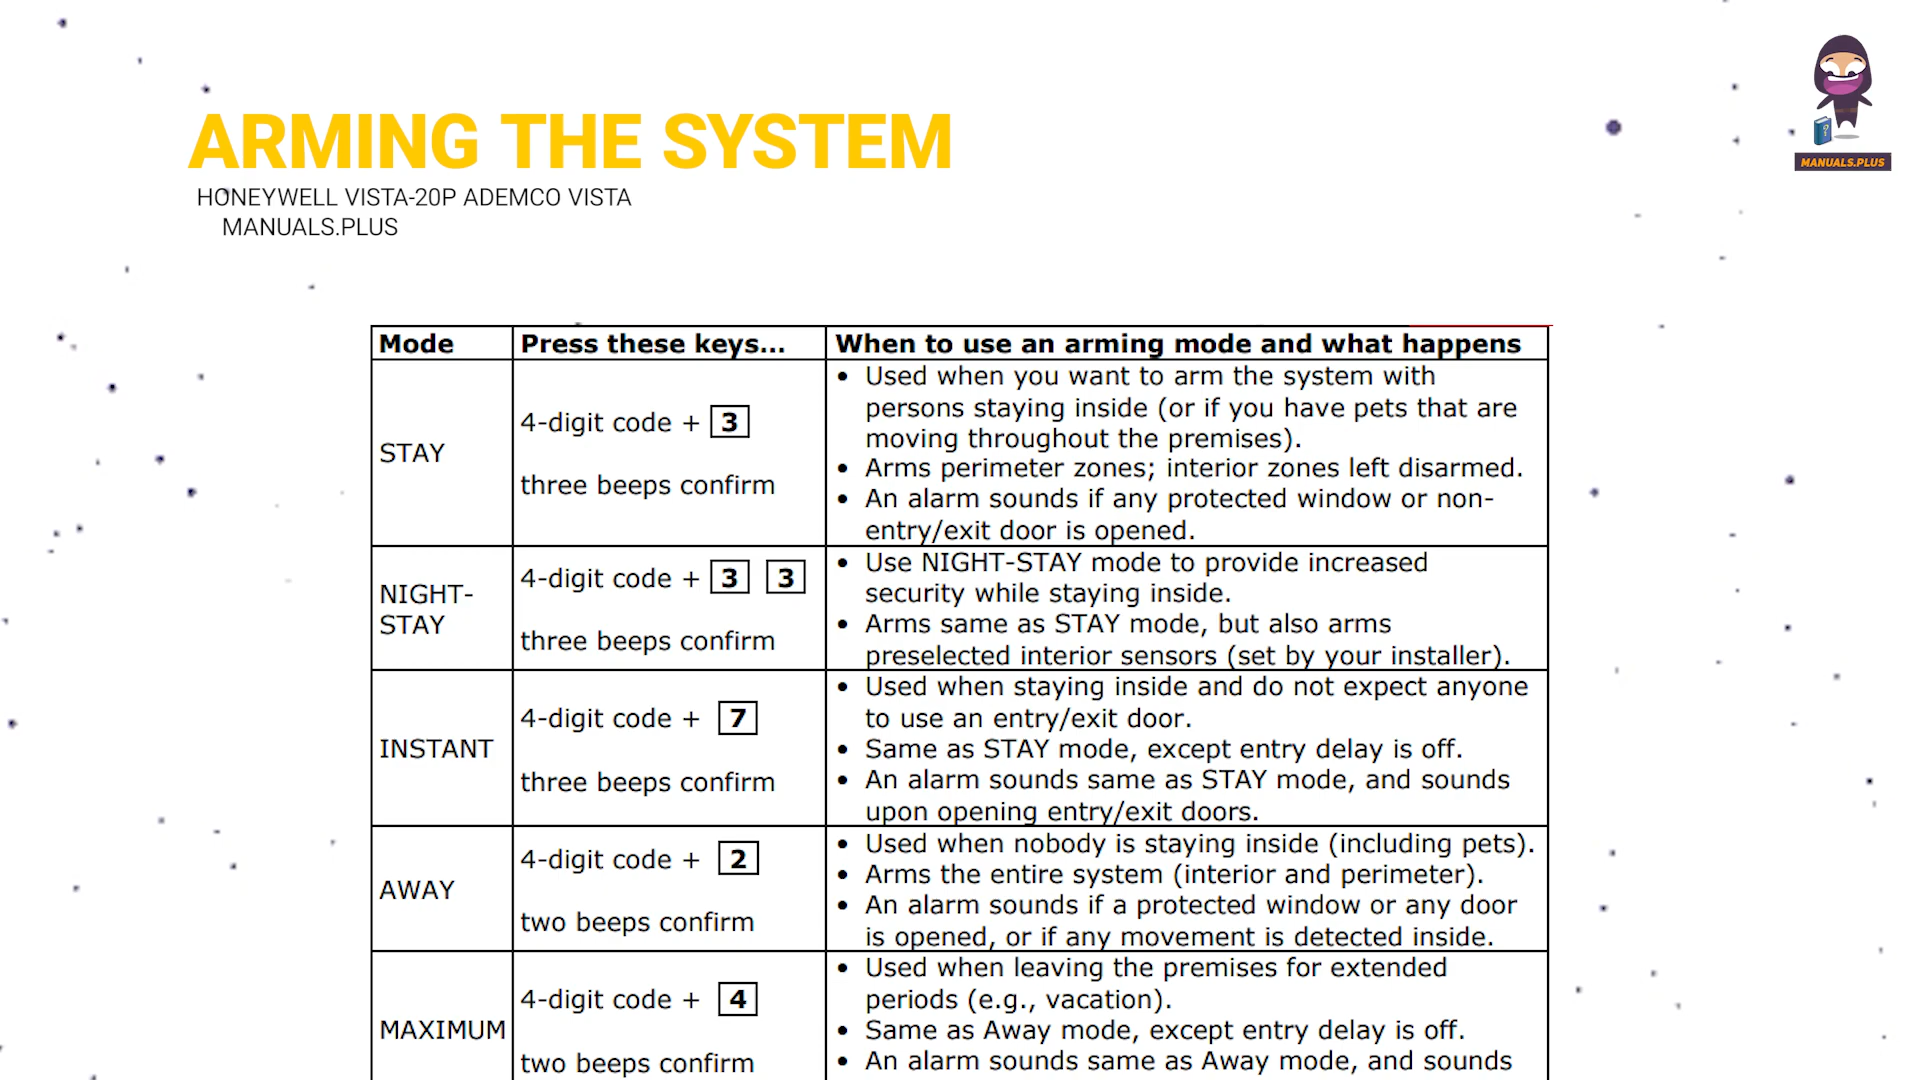 ARMING THE SYSTEM
HONEYWELL VISTA-20P ADEMCO VISTA
MANUALS.PLUS
?
MANUALS.PLUS
Mode Press these keys... When to use an arming mode and what happens
STAY
4-digit code + 3
three beeps confirm
• Used when you want to arm the system with
persons staying inside (or if you have pets that are
moving throughout the premises).
• Arms perimeter zones; interior zones left disarmed.
• An alarm sounds if any protected window or non-
entry/exit door is opened.
NIGHT-
STAY
4-digit code + 3 3
three beeps confirm
• Use NIGHT-STAY mode to provide increased
security while staying inside.
• Arms same as STAY mode, but also arms
preselected interior sensors (set by your installer).
INSTANT
4-digit code + 7
three beeps confirm
• Used when staying inside and do not expect anyone
to use an entry/exit door.
• Same as STAY mode, except entry delay is off.
• An alarm sounds same as STAY mode, and sounds
upon opening entry/exit doors.
AWAY
4-digit code + 2
two beeps confirm
• Used when nobody is staying inside (including pets).
• Arms the entire system (interior and perimeter).
• An alarm sounds if a protected window or any door
is opened, or if any movement is detected inside.
MAXIMUM
4-digit code + 4
two beeps confirm
• Used when leaving the premises for extended
periods (e.g., vacation).
• Same as Away mode, except entry delay is off.
• An alarm sounds same as Away mode, and sounds